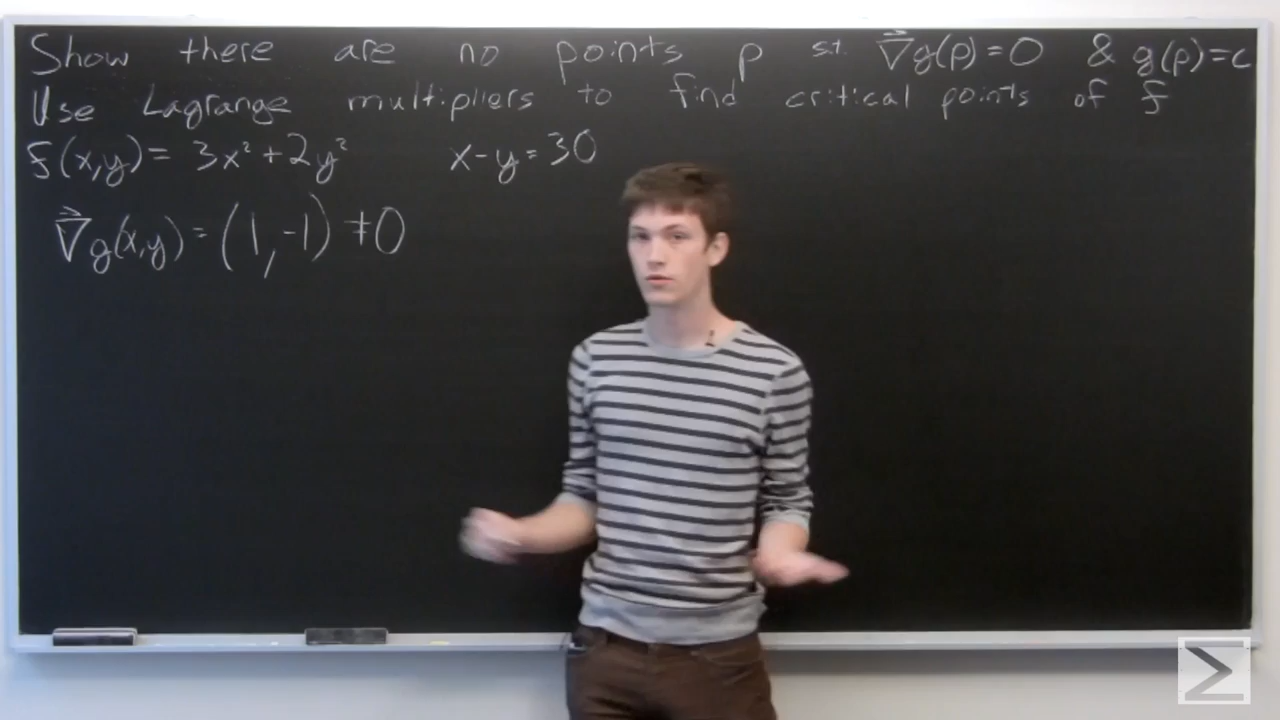 Show there are no points p s.t. ∇⃗g(p)=0 & g(p)=c
Use Lagrange multipliers to find critical points of f
f(x,y) = 3x² + 2y² x-y=30
∇⃗g(x,y) = (1,-1) ≠0